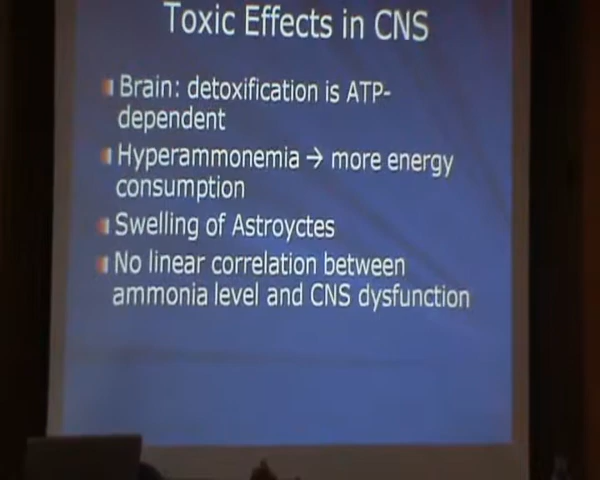 Toxic Effects in CNS
Brain: detoxification is ATP-
dependent
Hyperammonemia → more energy
consumption
Swelling of Astroyctes
No linear correlation between
ammonia level and CNS dysfunction